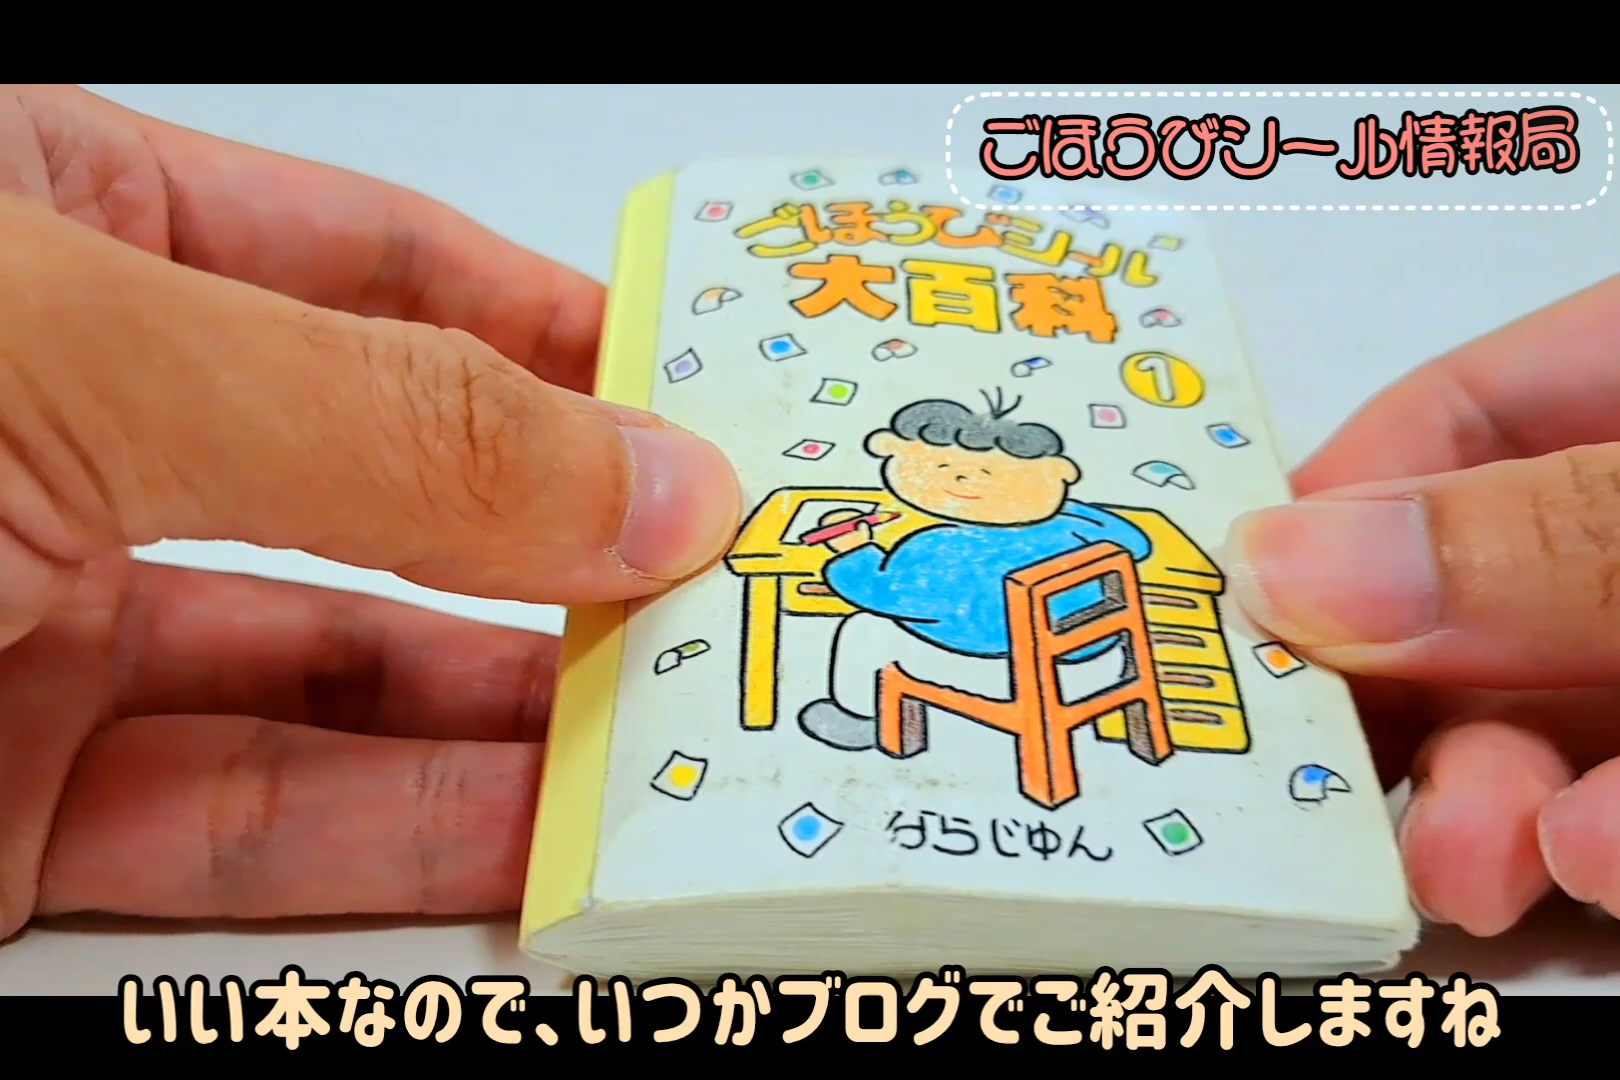 ごほうびシール情報局
ごほうびシール
大百科
1
ならじゅん
いい本なので、いつかブログでご紹介しますね